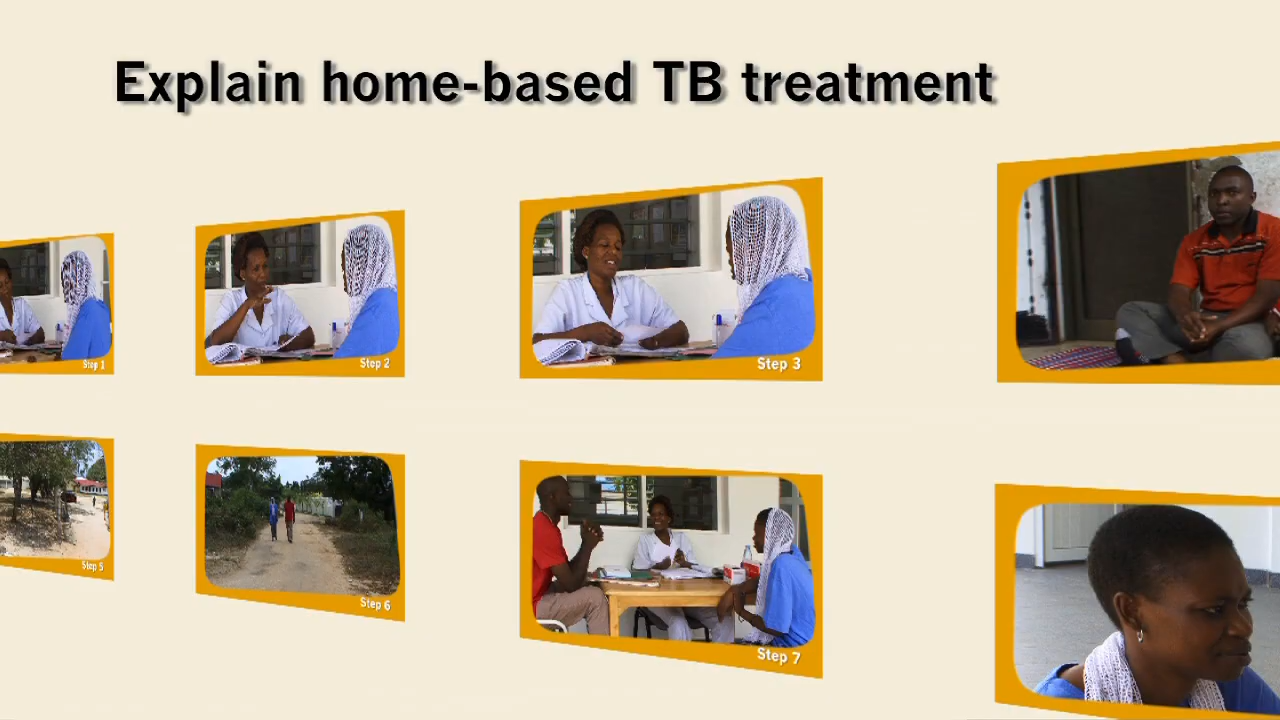 Explain home-based TB treatment
Step 1
Step 2
Step 3
Step 5
Step 6
Step 7